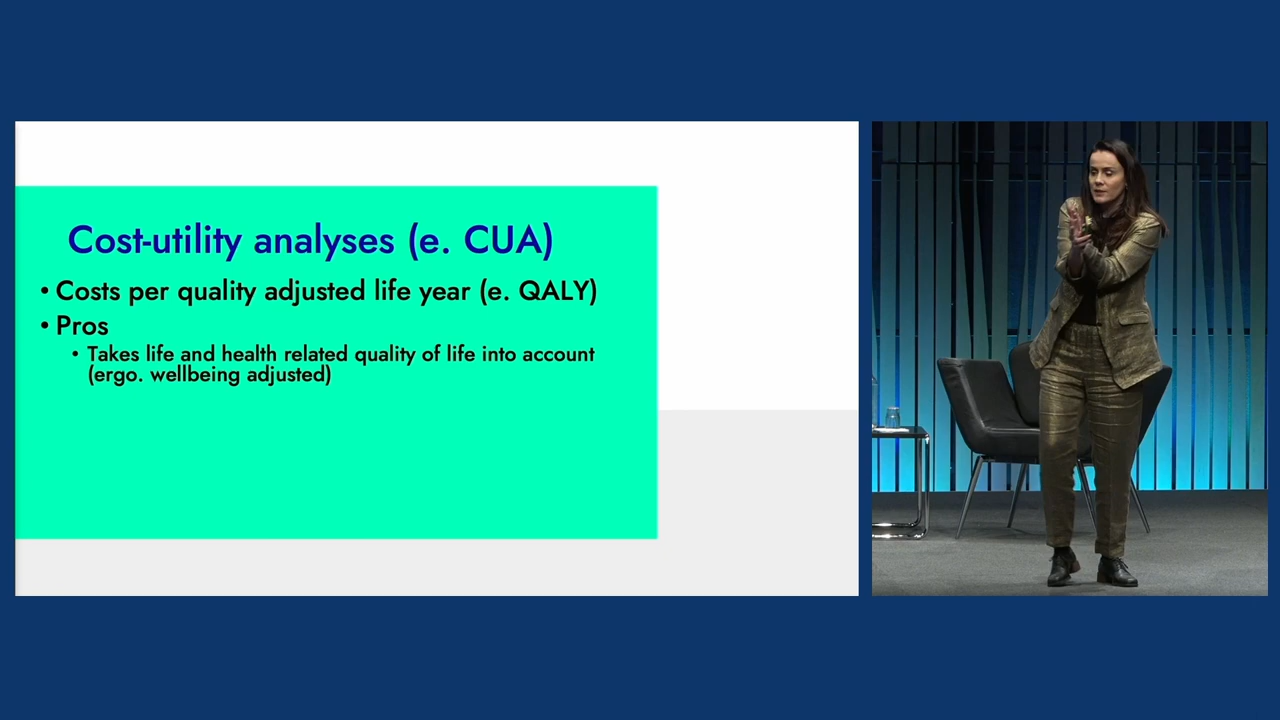 Cost-utility analyses (e. CUA)
• Costs per quality adjusted life year (e. QALY)
• Pros
• Takes life and health related quality of life into account
(ergo. wellbeing adjusted)